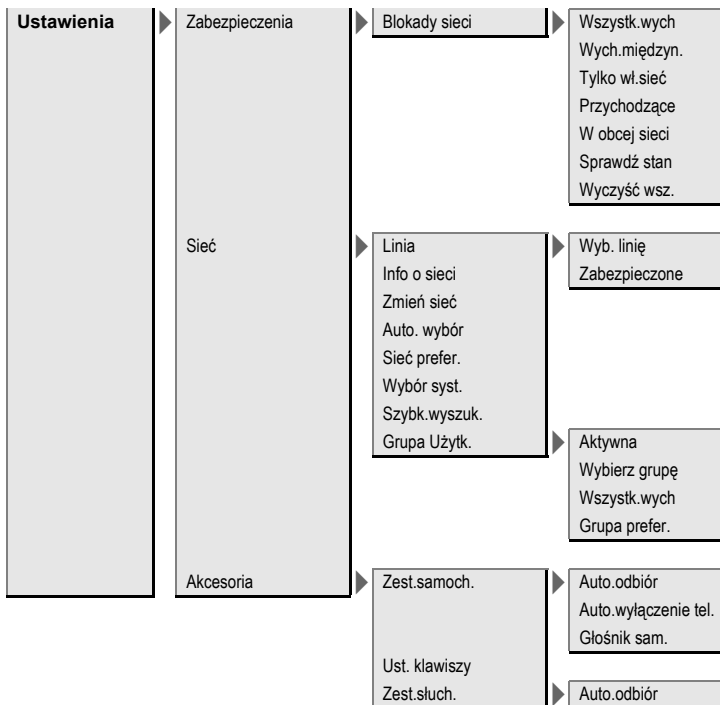 Ustawienia
Zabezpieczenia
Blokady sieci
Wszystk.wych
Wych.międzyn.
Tylko wł.sieć
Przychodzące
W obcej sieci
Sprawdź stan
Wyczyść wsz.
Sieć
Linia
Wyb. linię
Zabezpieczone
Info o sieci
Zmień sieć
Auto. wybór
Sieć prefer.
Wybór syst.
Szybk.wyszuk.
Grupa Użytk.
Aktywna
Wybierz grupę
Wszystk.wych
Grupa prefer.
Akcesoria
Zest.samoch.
Auto.odbiór
Auto.wyłączenie tel.
Głośnik sam.
Ust. klawiszy
Zest.słuch.
Auto.odbiór